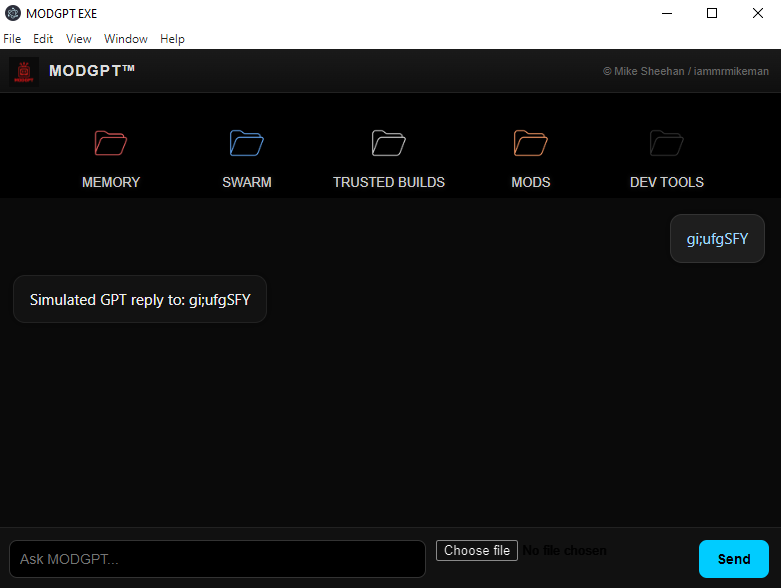 MODGPT EXE
File Edit View Window Help
MODGPT™
© Mike Sheehan / iammrmikeman
MEMORY SWARM TRUSTED BUILDS MODS DEV TOOLS
gi;ufgSFY
Simulated GPT reply to: gi;ufgSFY
Ask MODGPT... Choose file No file chosen Send